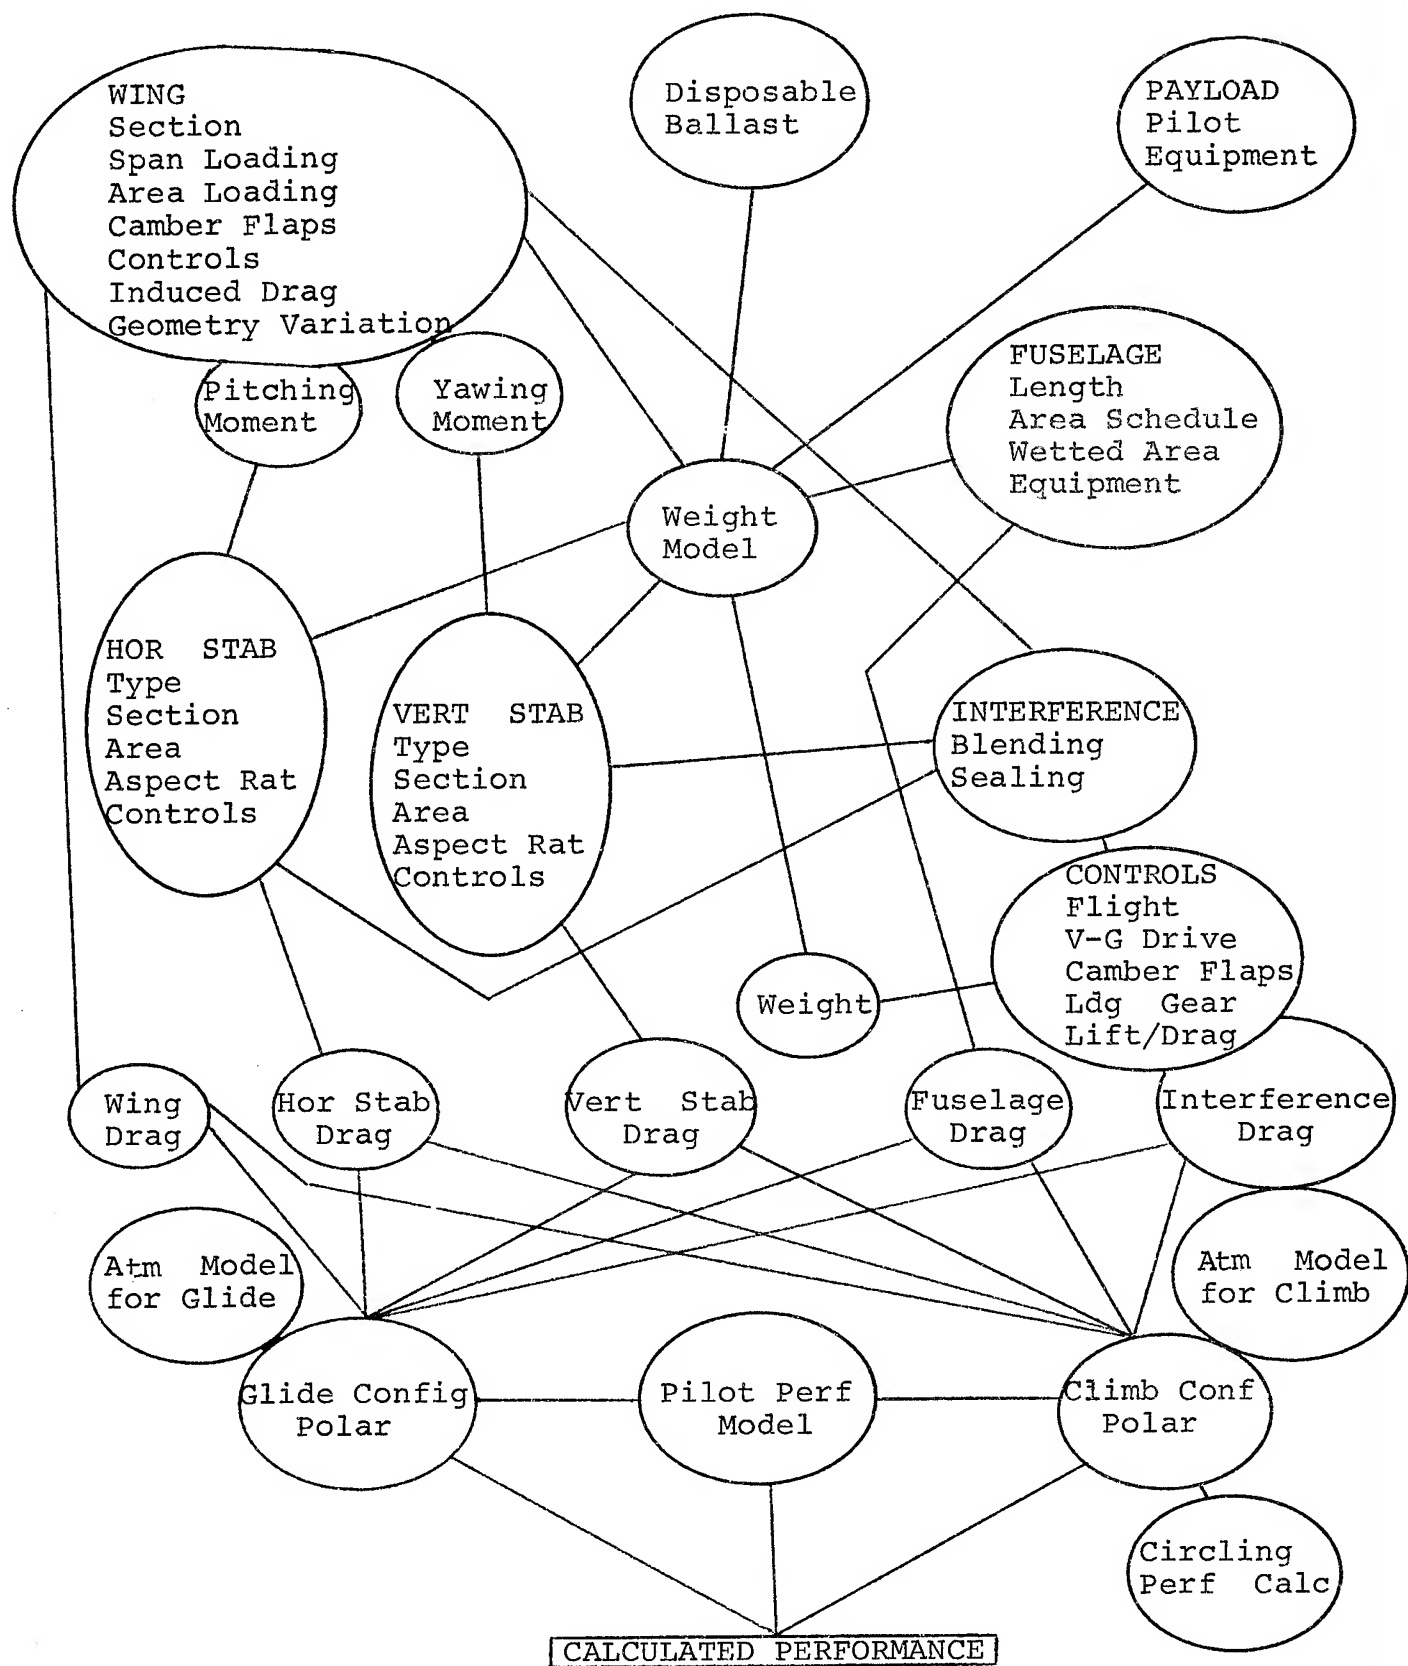 WING
Section
Span Loading
Area Loading
Camber Flaps
Controls
Induced Drag
Geometry Variation
Disposable
Ballast
PAYLOAD
Pilot
Equipment
Pitching
Moment
Yawing
Moment
FUSELAGE
Length
Area Schedule
Wetted Area
Equipment
Weight
Model
HOR STAB
Type
Section
Area
Aspect Rat
Controls
VERT STAB
Type
Section
Area
Aspect Rat
Controls
INTERFERENCE
Blending
Sealing
CONTROLS
Flight
V-G Drive
Camber Flaps
Ldg Gear
Lift/Drag
Weight
Wing
Drag
Hor Stab
Drag
Vert Stab
Drag
Fuselage
Drag
Interference
Drag
Atm Model
for Glide
Atm Model
for Climb
Glide Config
Polar
Pilot Perf
Model
Climb Conf
Polar
Circling
Perf Calc
CALCULATED PERFORMANCE